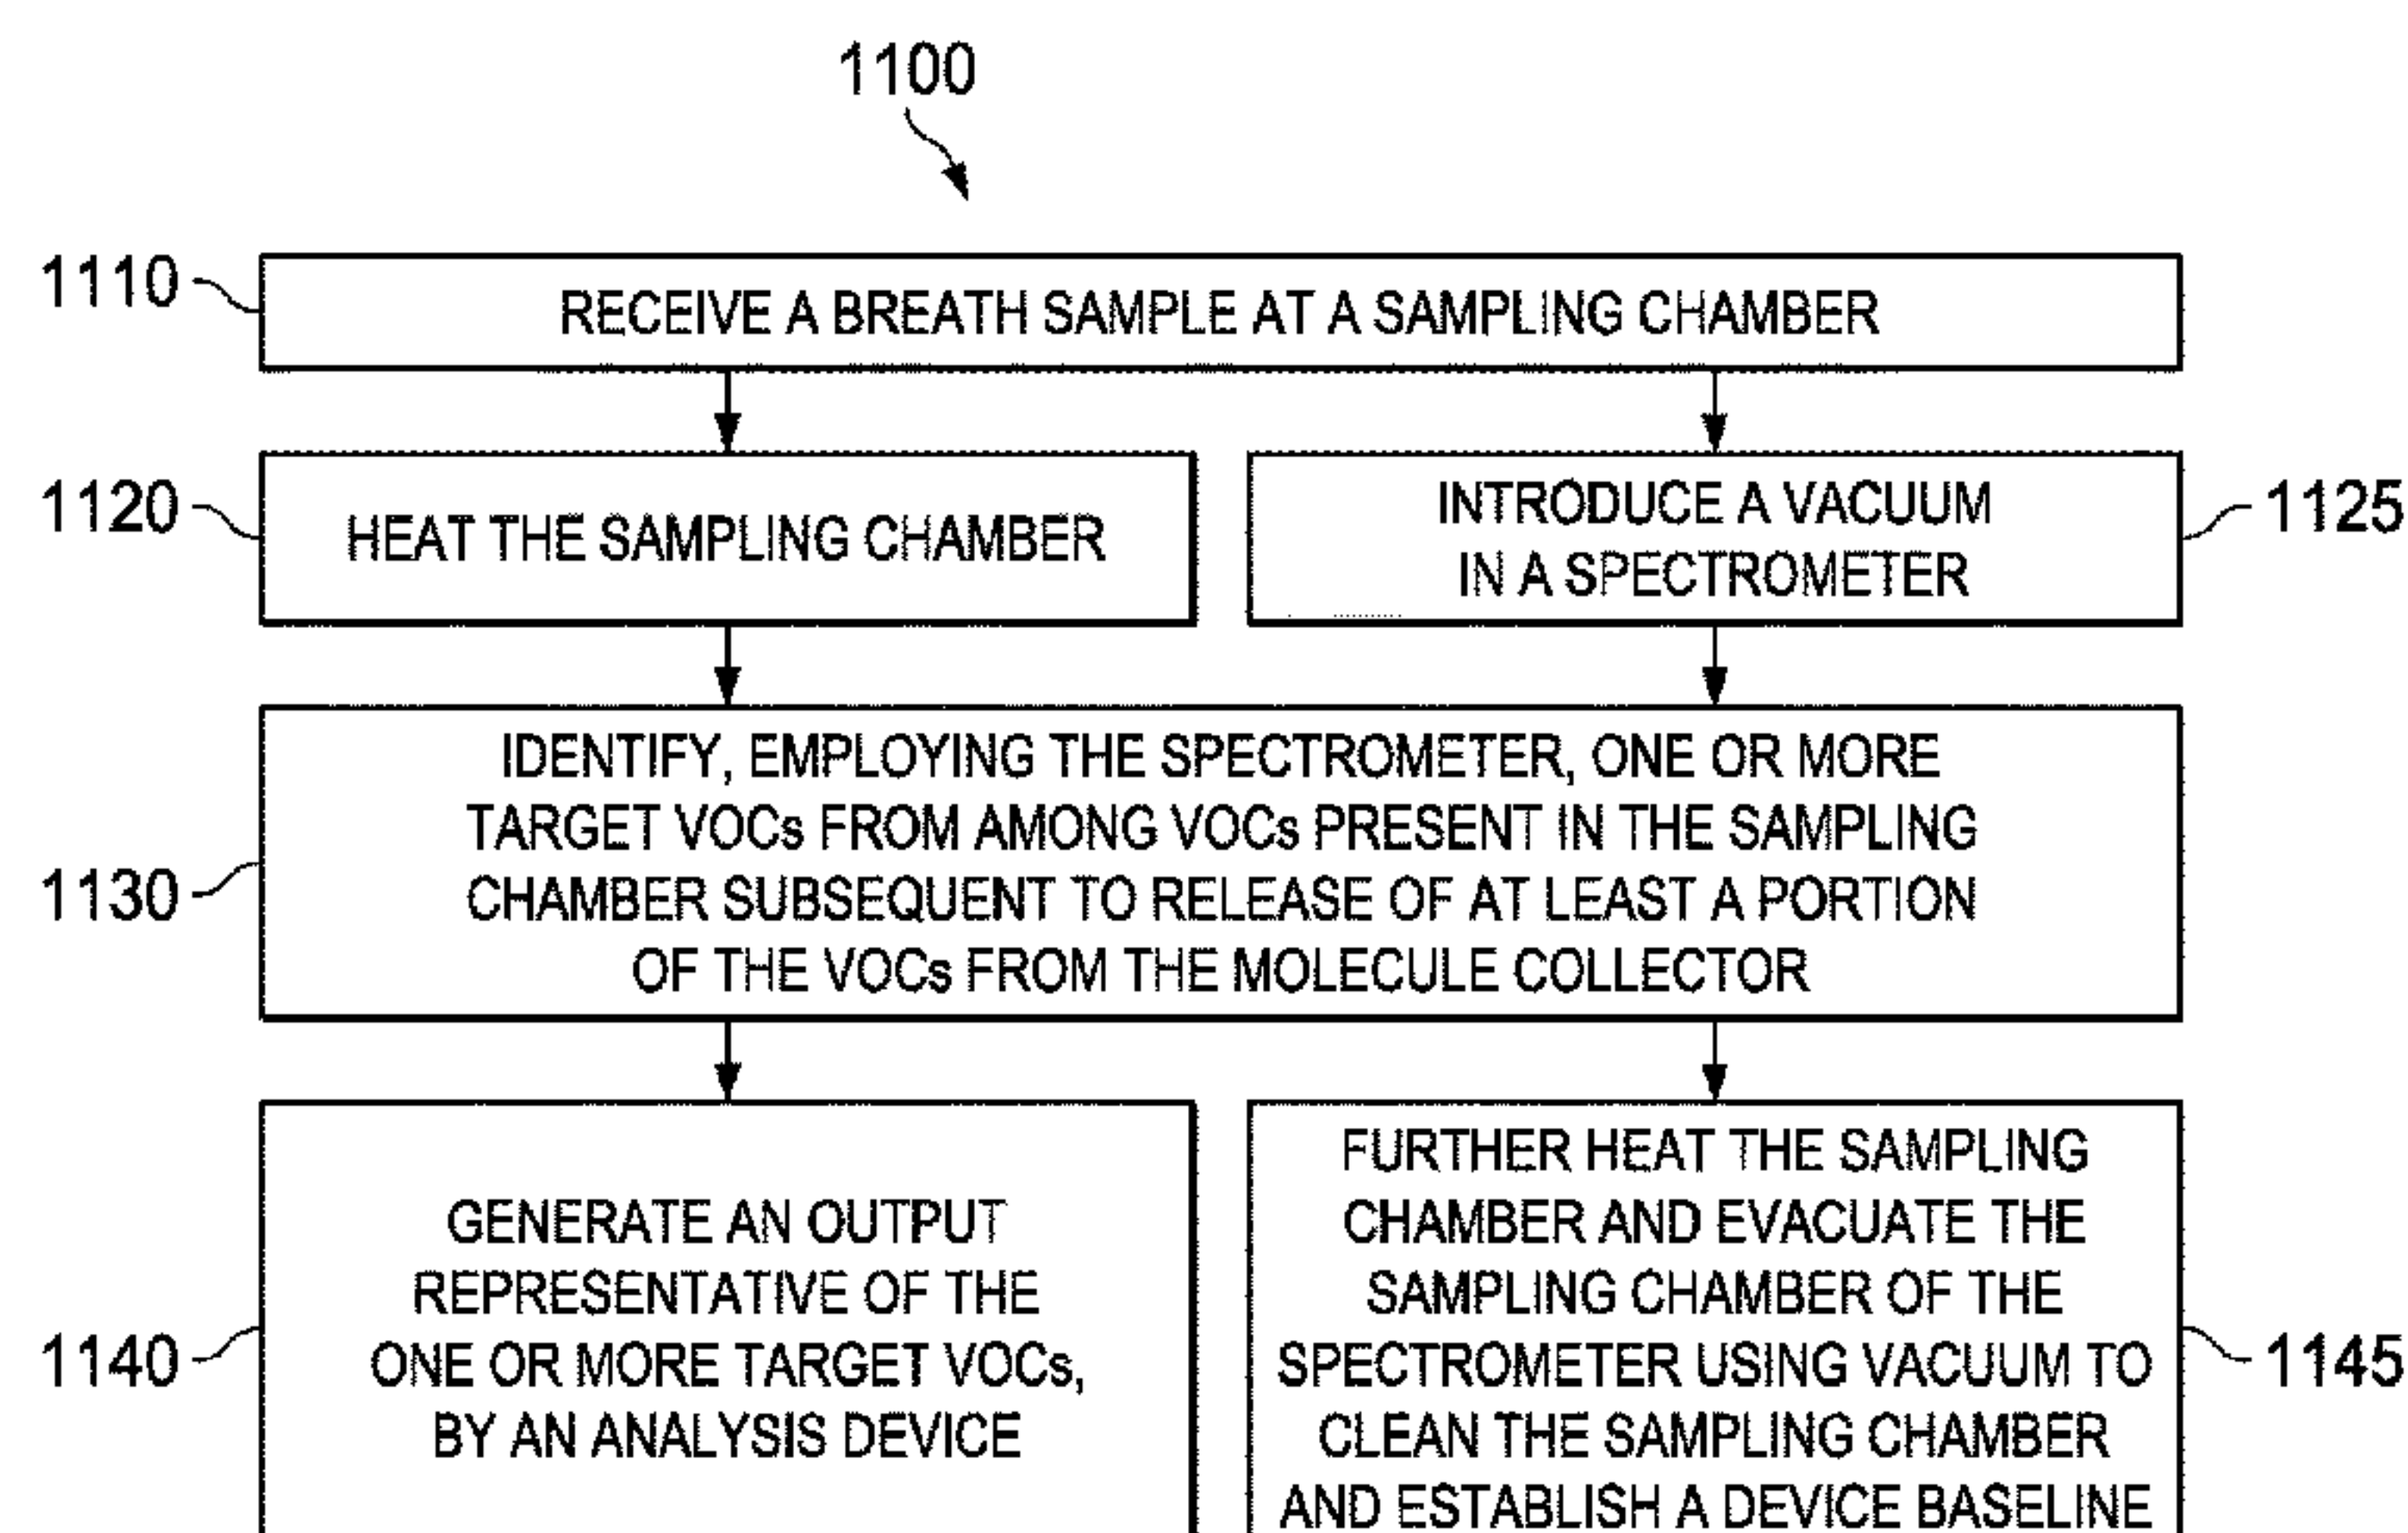 1100
1110
RECEIVE A BREATH SAMPLE AT A SAMPLING CHAMBER
1120
HEAT THE SAMPLING CHAMBER
INTRODUCE A VACUUM
IN A SPECTROMETER
1125
1130
IDENTIFY, EMPLOYING THE SPECTROMETER, ONE OR MORE
TARGET VOCs FROM AMONG VOCs PRESENT IN THE SAMPLING
CHAMBER SUBSEQUENT TO RELEASE OF AT LEAST A PORTION
OF THE VOCs FROM THE MOLECULE COLLECTOR
1140
GENERATE AN OUTPUT
REPRESENTATIVE OF THE
ONE OR MORE TARGET VOCs,
BY AN ANALYSIS DEVICE
FURTHER HEAT THE SAMPLING
CHAMBER AND EVACUATE THE
SAMPLING CHAMBER OF THE
SPECTROMETER USING VACUUM TO
CLEAN THE SAMPLING CHAMBER
AND ESTABLISH A DEVICE BASELINE
1145